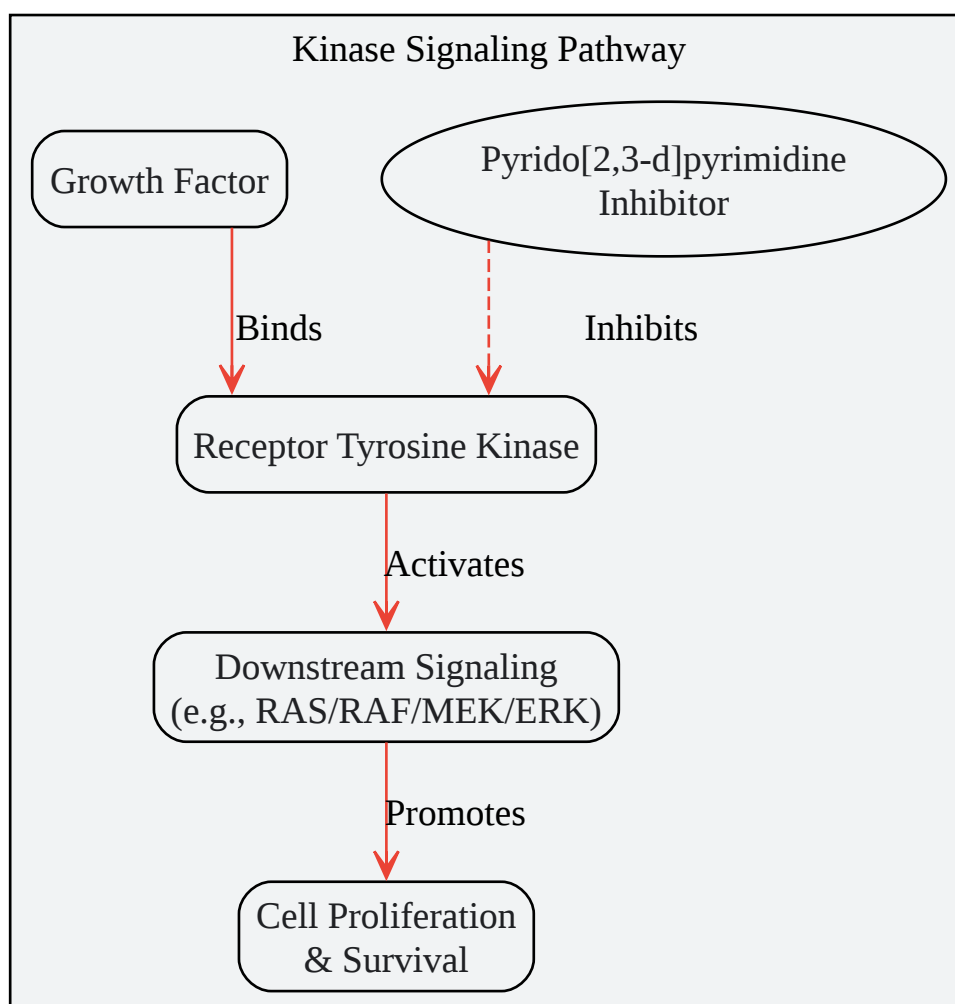 Kinase Signaling Pathway
Growth Factor
Pyrido[2,3-d]pyrimidine
Inhibitor
Binds
Inhibits
Receptor Tyrosine Kinase
Activates
Downstream Signaling
(e.g., RAS/RAF/MEK/ERK)
Promotes
Cell Proliferation
& Survival